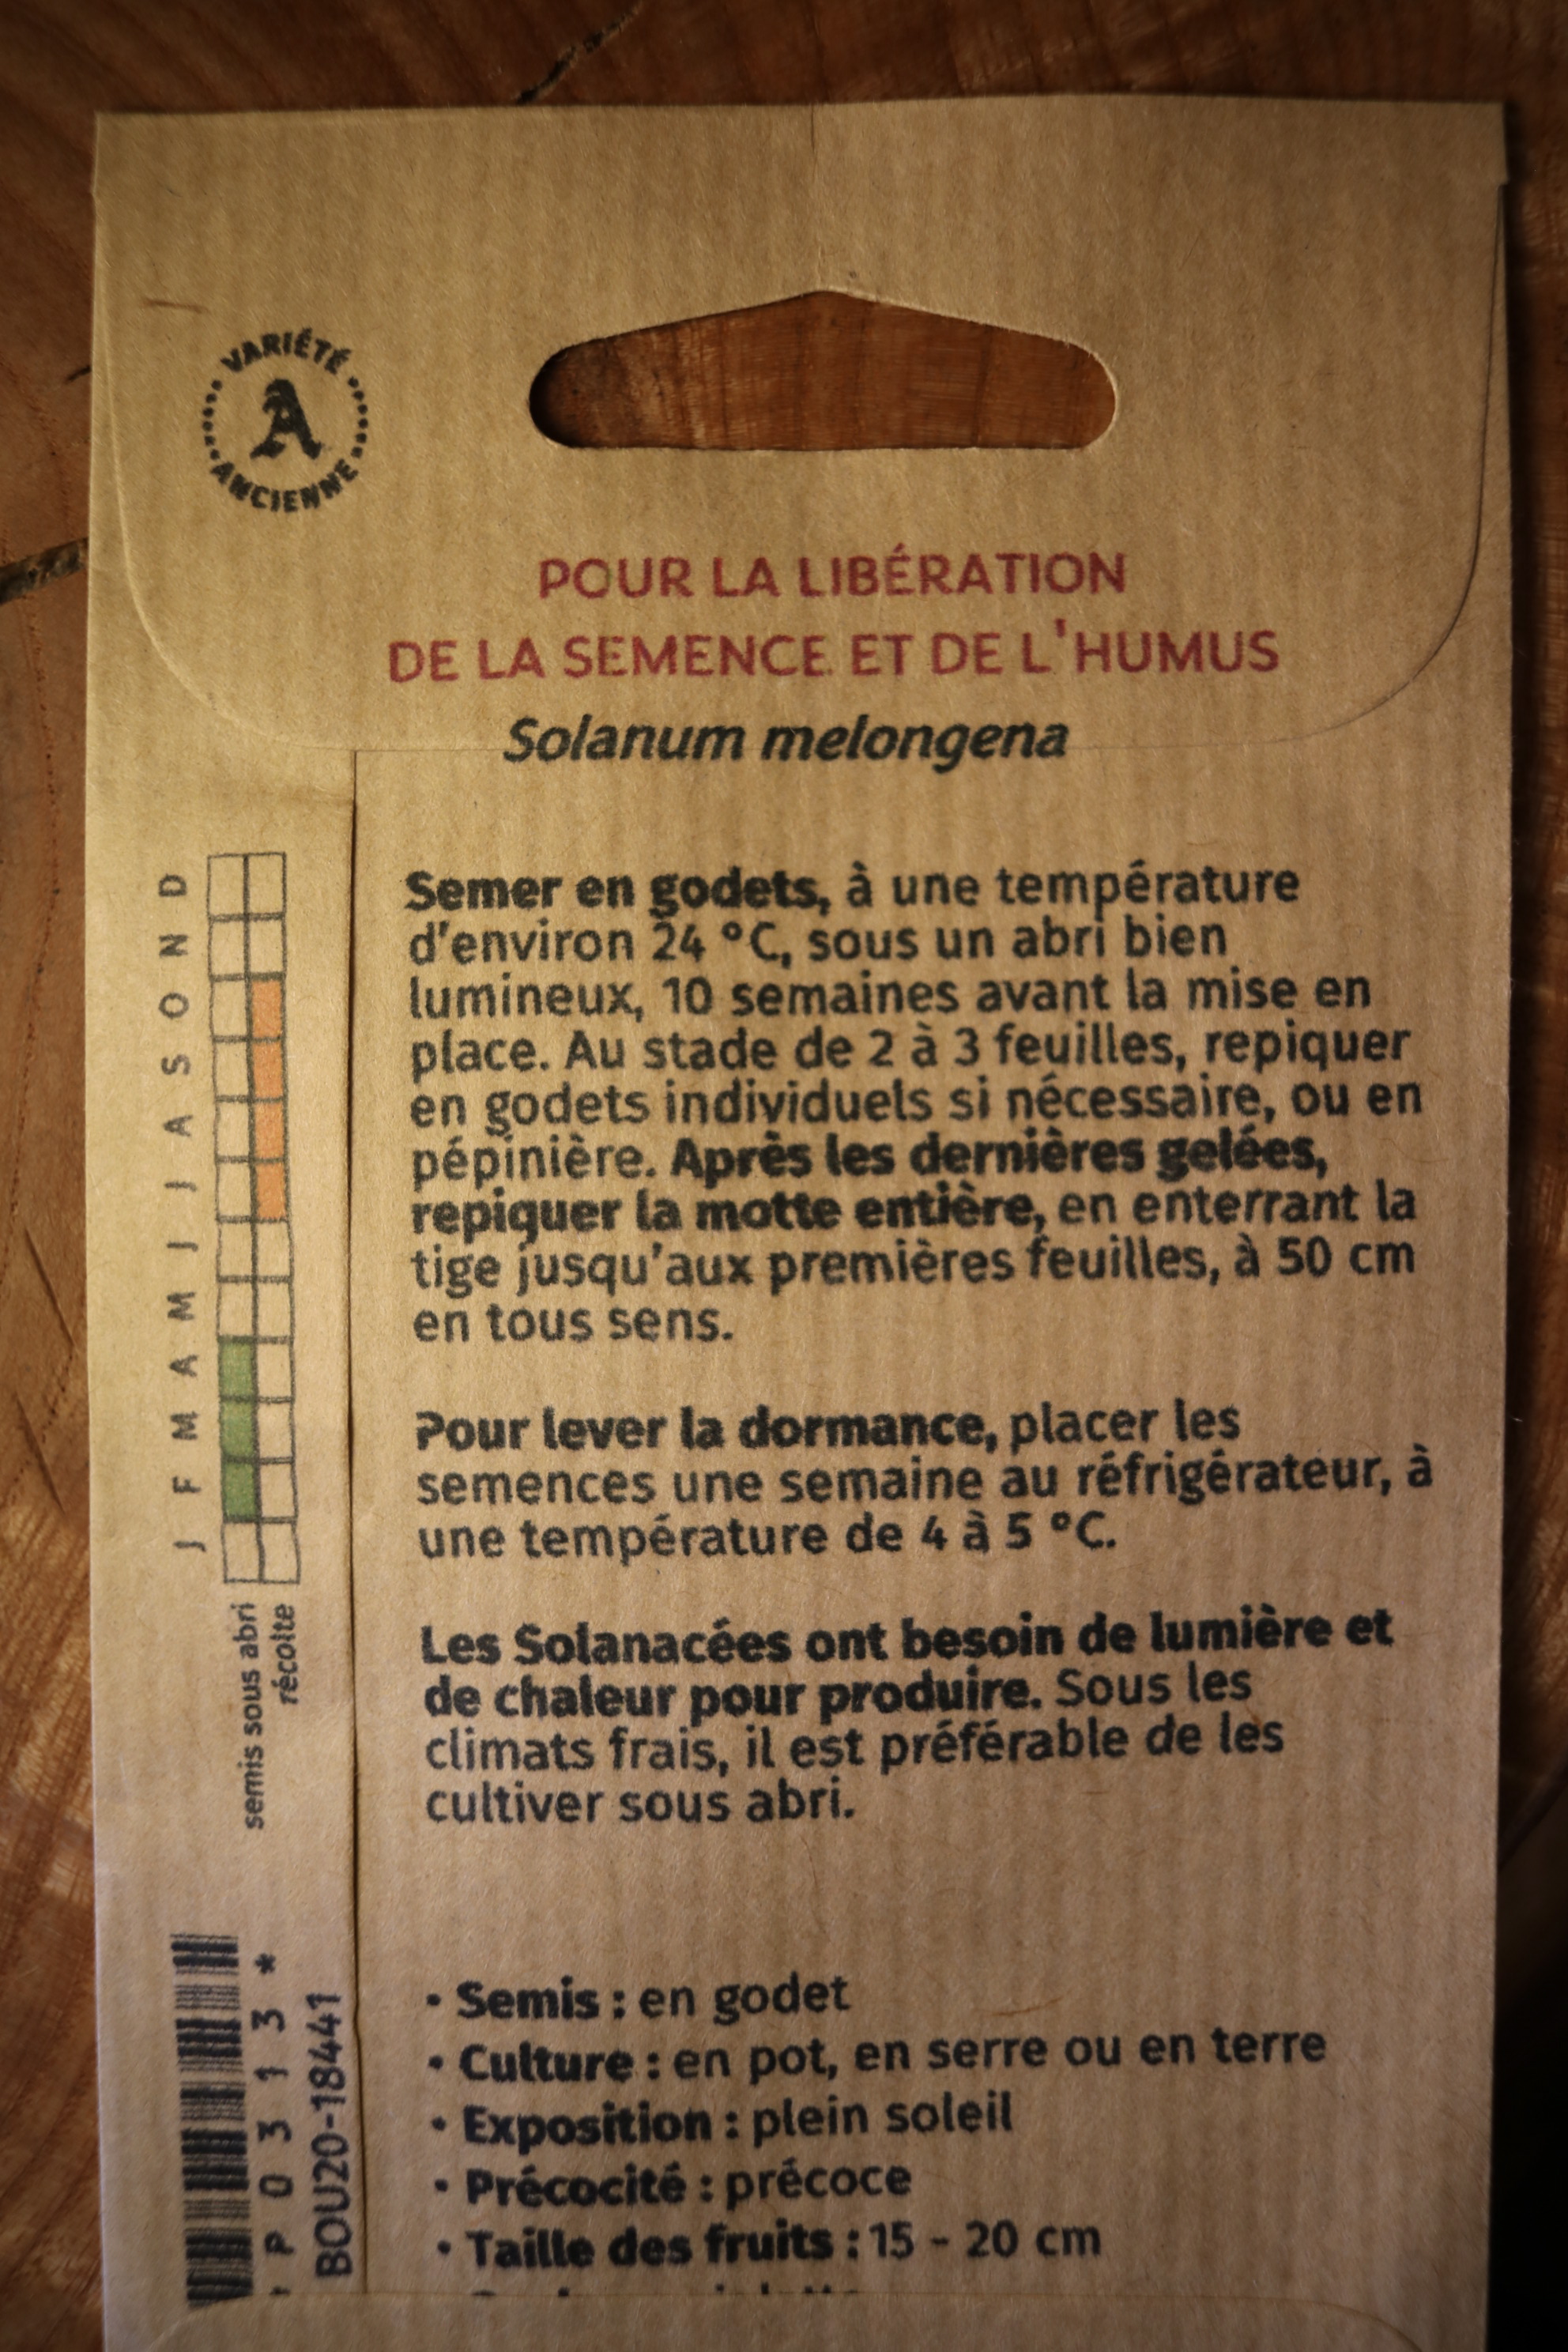 VARIÉTÉ
A
ANCIENNE
POUR LA LIBÉRATION
DE LA SEMENCE ET DE L'HUMUS
Solanum melongena
Semer en godets, à une température
d'environ 24 °C, sous un abri bien
lumineux, 10 semaines avant la mise en
place. Au stade de 2 à 3 feuilles, repiquer
en godets individuels si nécessaire, ou en
pépinière. Après les dernières gelées,
repiquer la motte entière, en enterrant la
tige jusqu'aux premières feuilles, à 50 cm
en tous sens.
Pour lever la dormance, placer les
semences une semaine au réfrigérateur, à
une température de 4 à 5 °C.
Les Solanacées ont besoin de lumière et
de chaleur pour produire. Sous les
climats frais, il est préférable de les
cultiver sous abri.
• Semis : en godet
• Culture : en pot, en serre ou en terre
• Exposition : plein soleil
• Précocité : précoce
• Taille des fruits : 15 - 20 cm
J F M A M J J A S O N D
semis sous abri
récolte
P 0 3 1 3 *
BOU20-18441